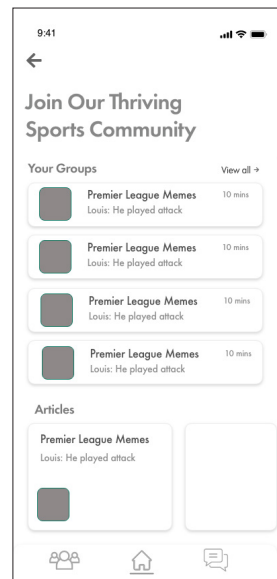 9:41
Join Our Thriving
Sports Community
Your Groups
View all →
Premier League Memes
10 mins
Louis: He played attack
Premier League Memes
10 mins
Louis: He played attack
Premier League Memes
10 mins
Louis: He played attack
Premier League Memes
10 mins
Louis: He played attack
Articles
Premier League Memes
Louis: He played attack